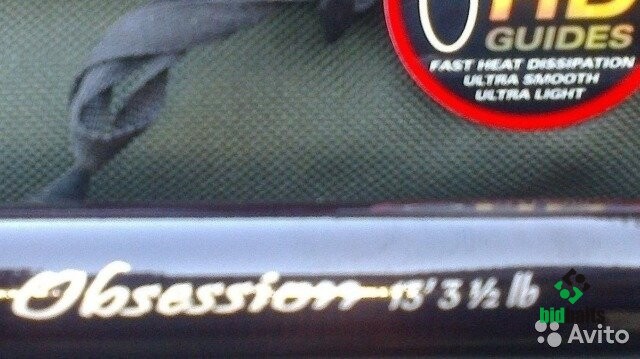 HD
GUIDES
FAST HEAT DISSIPATION
ULTRA SMOOTH
ULTRA LIGHT
Obsession 13' 3 ½ lb
Avito